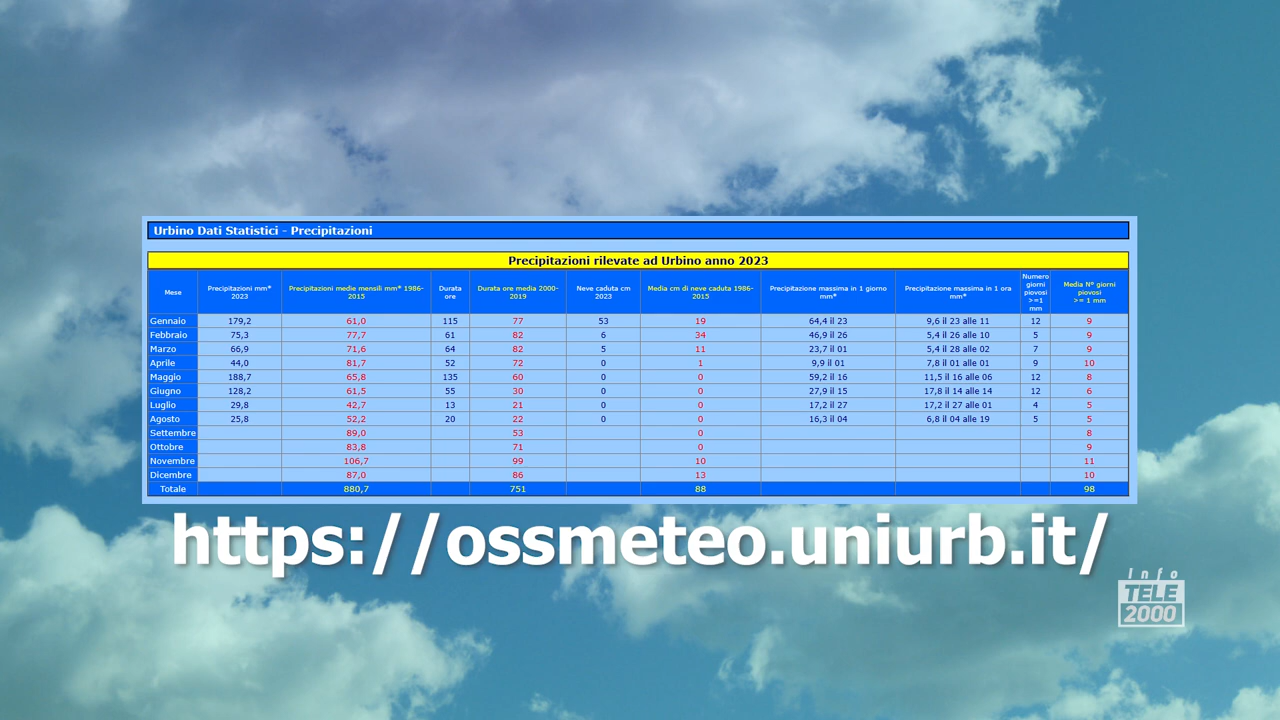 Urbino Dati Statistici - Precipitazioni
Precipitazioni rilevate ad Urbino anno 2023
Mese Precipitazioni mm* 2023 Precipitazioni medie mensili mm* 1986-2015 Durata ore Durata ore media 2000-2019 Neve caduta cm 2023 Media cm di neve caduta 1986-2015 Precipitazione massima in 1 giorno mm* Precipitazione massima in 1 ora mm* Numero giorni piovosi >=1 mm Media N° giorni piovosi >= 1 mm
Gennaio 179,2 61,0 115 77 53 19 64,4 il 23 9,6 il 23 alle 11 12 9
Febbraio 75,3 77,7 61 82 6 34 46,9 il 26 5,4 il 26 alle 10 5 9
Marzo 66,9 71,6 64 82 5 11 23,7 il 01 5,4 il 28 alle 02 7 9
Aprile 44,0 81,7 52 72 0 1 9,9 il 01 7,8 il 01 alle 01 9 10
Maggio 188,7 65,8 135 60 0 0 59,2 il 16 11,5 il 16 alle 06 12 8
Giugno 128,2 61,5 55 30 0 0 27,9 il 15 17,8 il 14 alle 14 12 6
Luglio 29,8 42,7 13 21 0 0 17,2 il 27 17,2 il 27 alle 01 4 5
Agosto 25,8 52,2 20 22 0 0 16,3 il 04 6,8 il 04 alle 19 5 5
Settembre 89,0 53 0 8
Ottobre 83,8 71 0 9
Novembre 106,7 99 10 11
Dicembre 87,0 86 13 10
Totale 880,7 751 88 98
https://ossmeteo.uniurb.it/
Info
TELE
2000